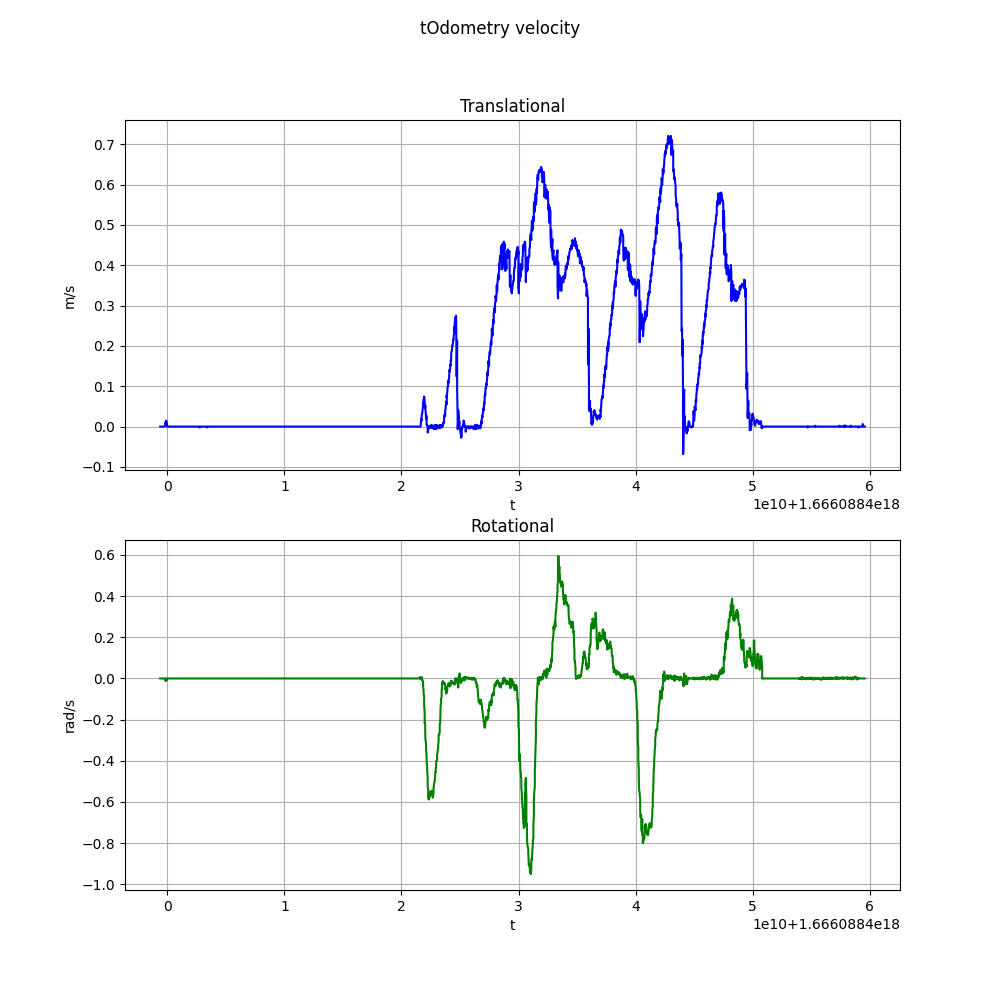 tOdometry velocity
Translational
0.7
0.6
0.5
0.4
0.3
0.2
0.1
0.0
−0.1
m/s
0 1 2 3 4 5 6
t
1e10+1.6660884e18
Rotational
0.6
0.4
0.2
0.0
−0.2
−0.4
−0.6
−0.8
−1.0
rad/s
0 1 2 3 4 5 6
t
1e10+1.6660884e18